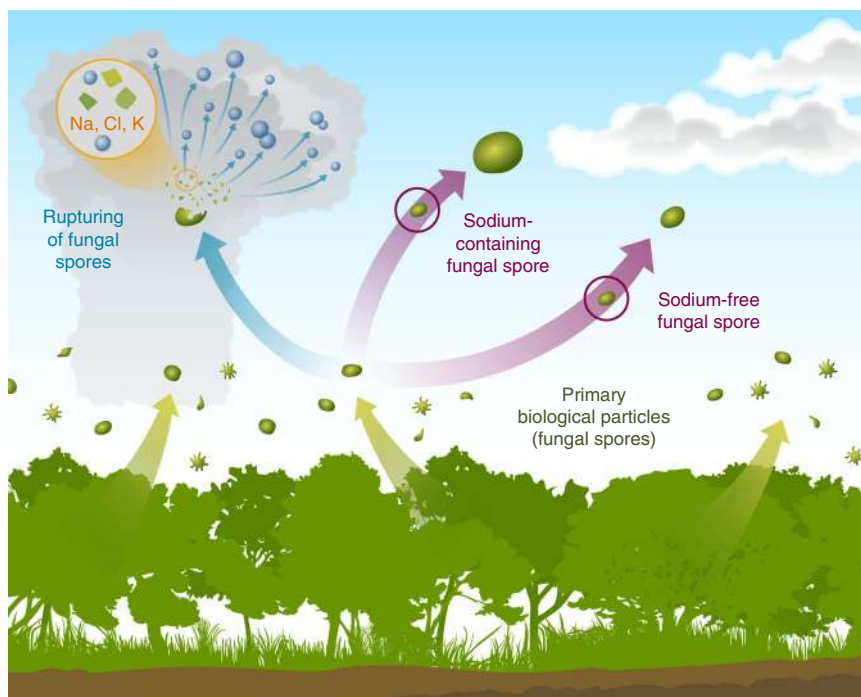 Na, Cl, K
Rupturing
of fungal
spores
Sodium-
containing
fungal spore
Sodium-free
fungal spore
Primary
biological particles
(fungal spores)